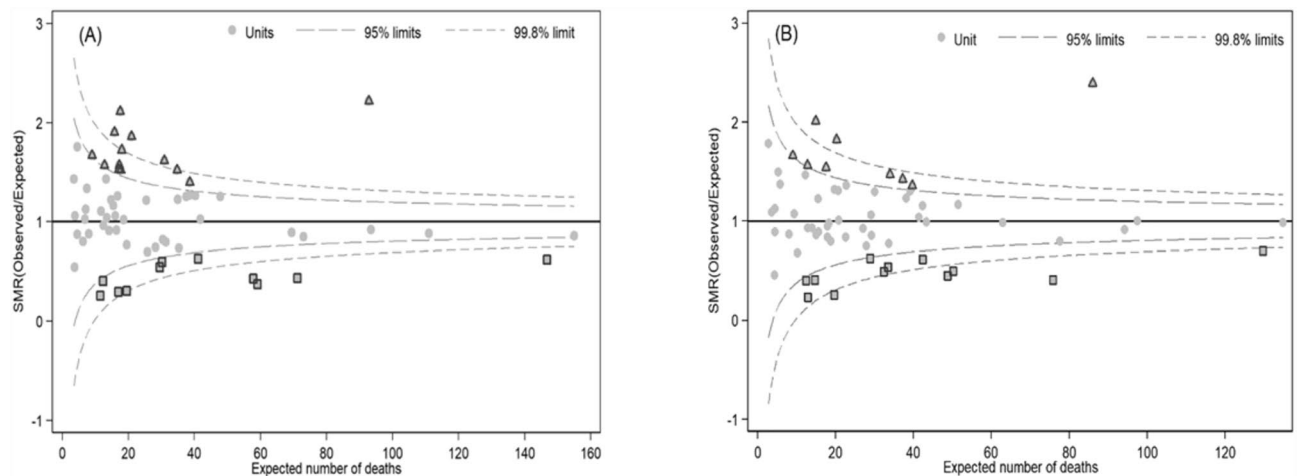 (A)
Units
95% limits
99.8% limit
3
2
1
0
-1
SMR(Observed/Expected)
0 20 40 60 80 100 120 140 160
Expected number of deaths
(B)
Unit
95% limits
99.8% limits
3
2
1
0
-1
SMR(Observed/Expected)
0 20 40 60 80 100 120
Expected number of deaths